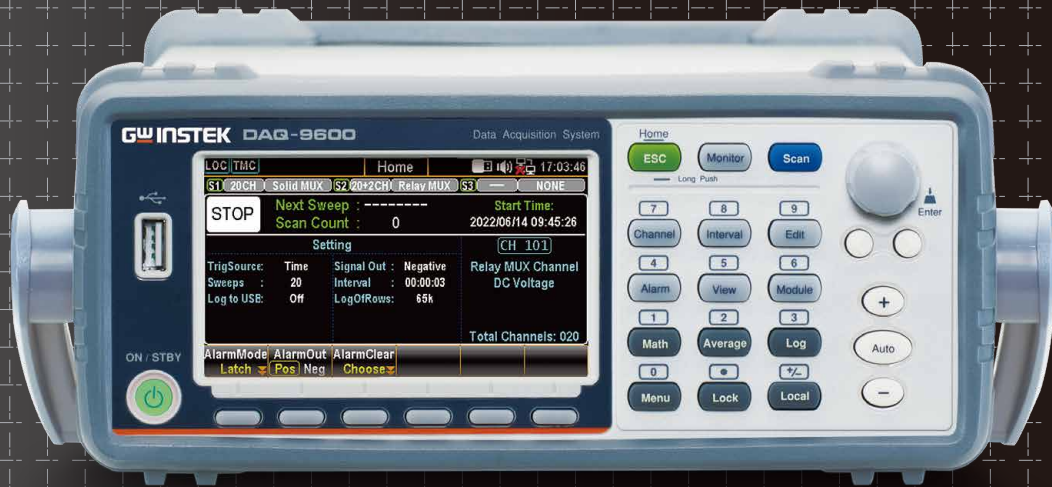 GW INSTEK DAQ-9600 Data Acquisition System
LOC TMC Home 17:03:46
S1 20CH Solid MUX S2 20+2CH Relay MUX S3 — NONE
STOP
Next Sweep : --------
Scan Count : 0
Start Time:
2022/06/14 09:45:26
Setting
TrigSource: Time Signal Out : Negative
Sweeps : 20 Interval : 00:00:03
Log to USB: Off LogOfRows: 65k
CH 101
Relay MUX Channel
DC Voltage
Total Channels: 020
AlarmMode AlarmOut AlarmClear
Latch Pos Neg Choose
ON / STBY
Home
ESC Monitor Scan
Long Push
7 8 9
Channel Interval Edit
4 5 6
Alarm View Module
1 2 3
Math Average Log
0 ● +/−
Menu Lock Local
Enter
+
Auto
−